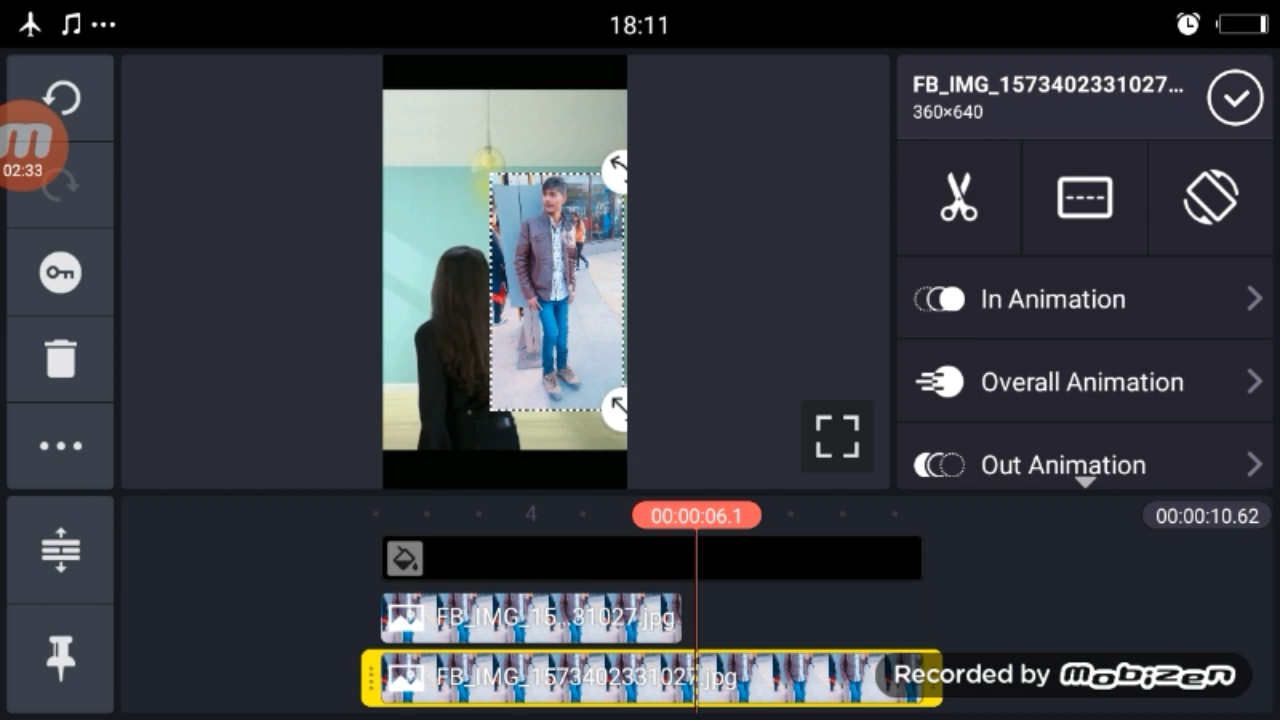 18:11
02:33
FB_IMG_1573402331027...
360×640
In Animation
Overall Animation
Out Animation
4
00:00:06.1
00:00:10.62
FB_IMG_15...31027.jpg
FB_IMG_1573402331027.jpg
Recorded by mobizen